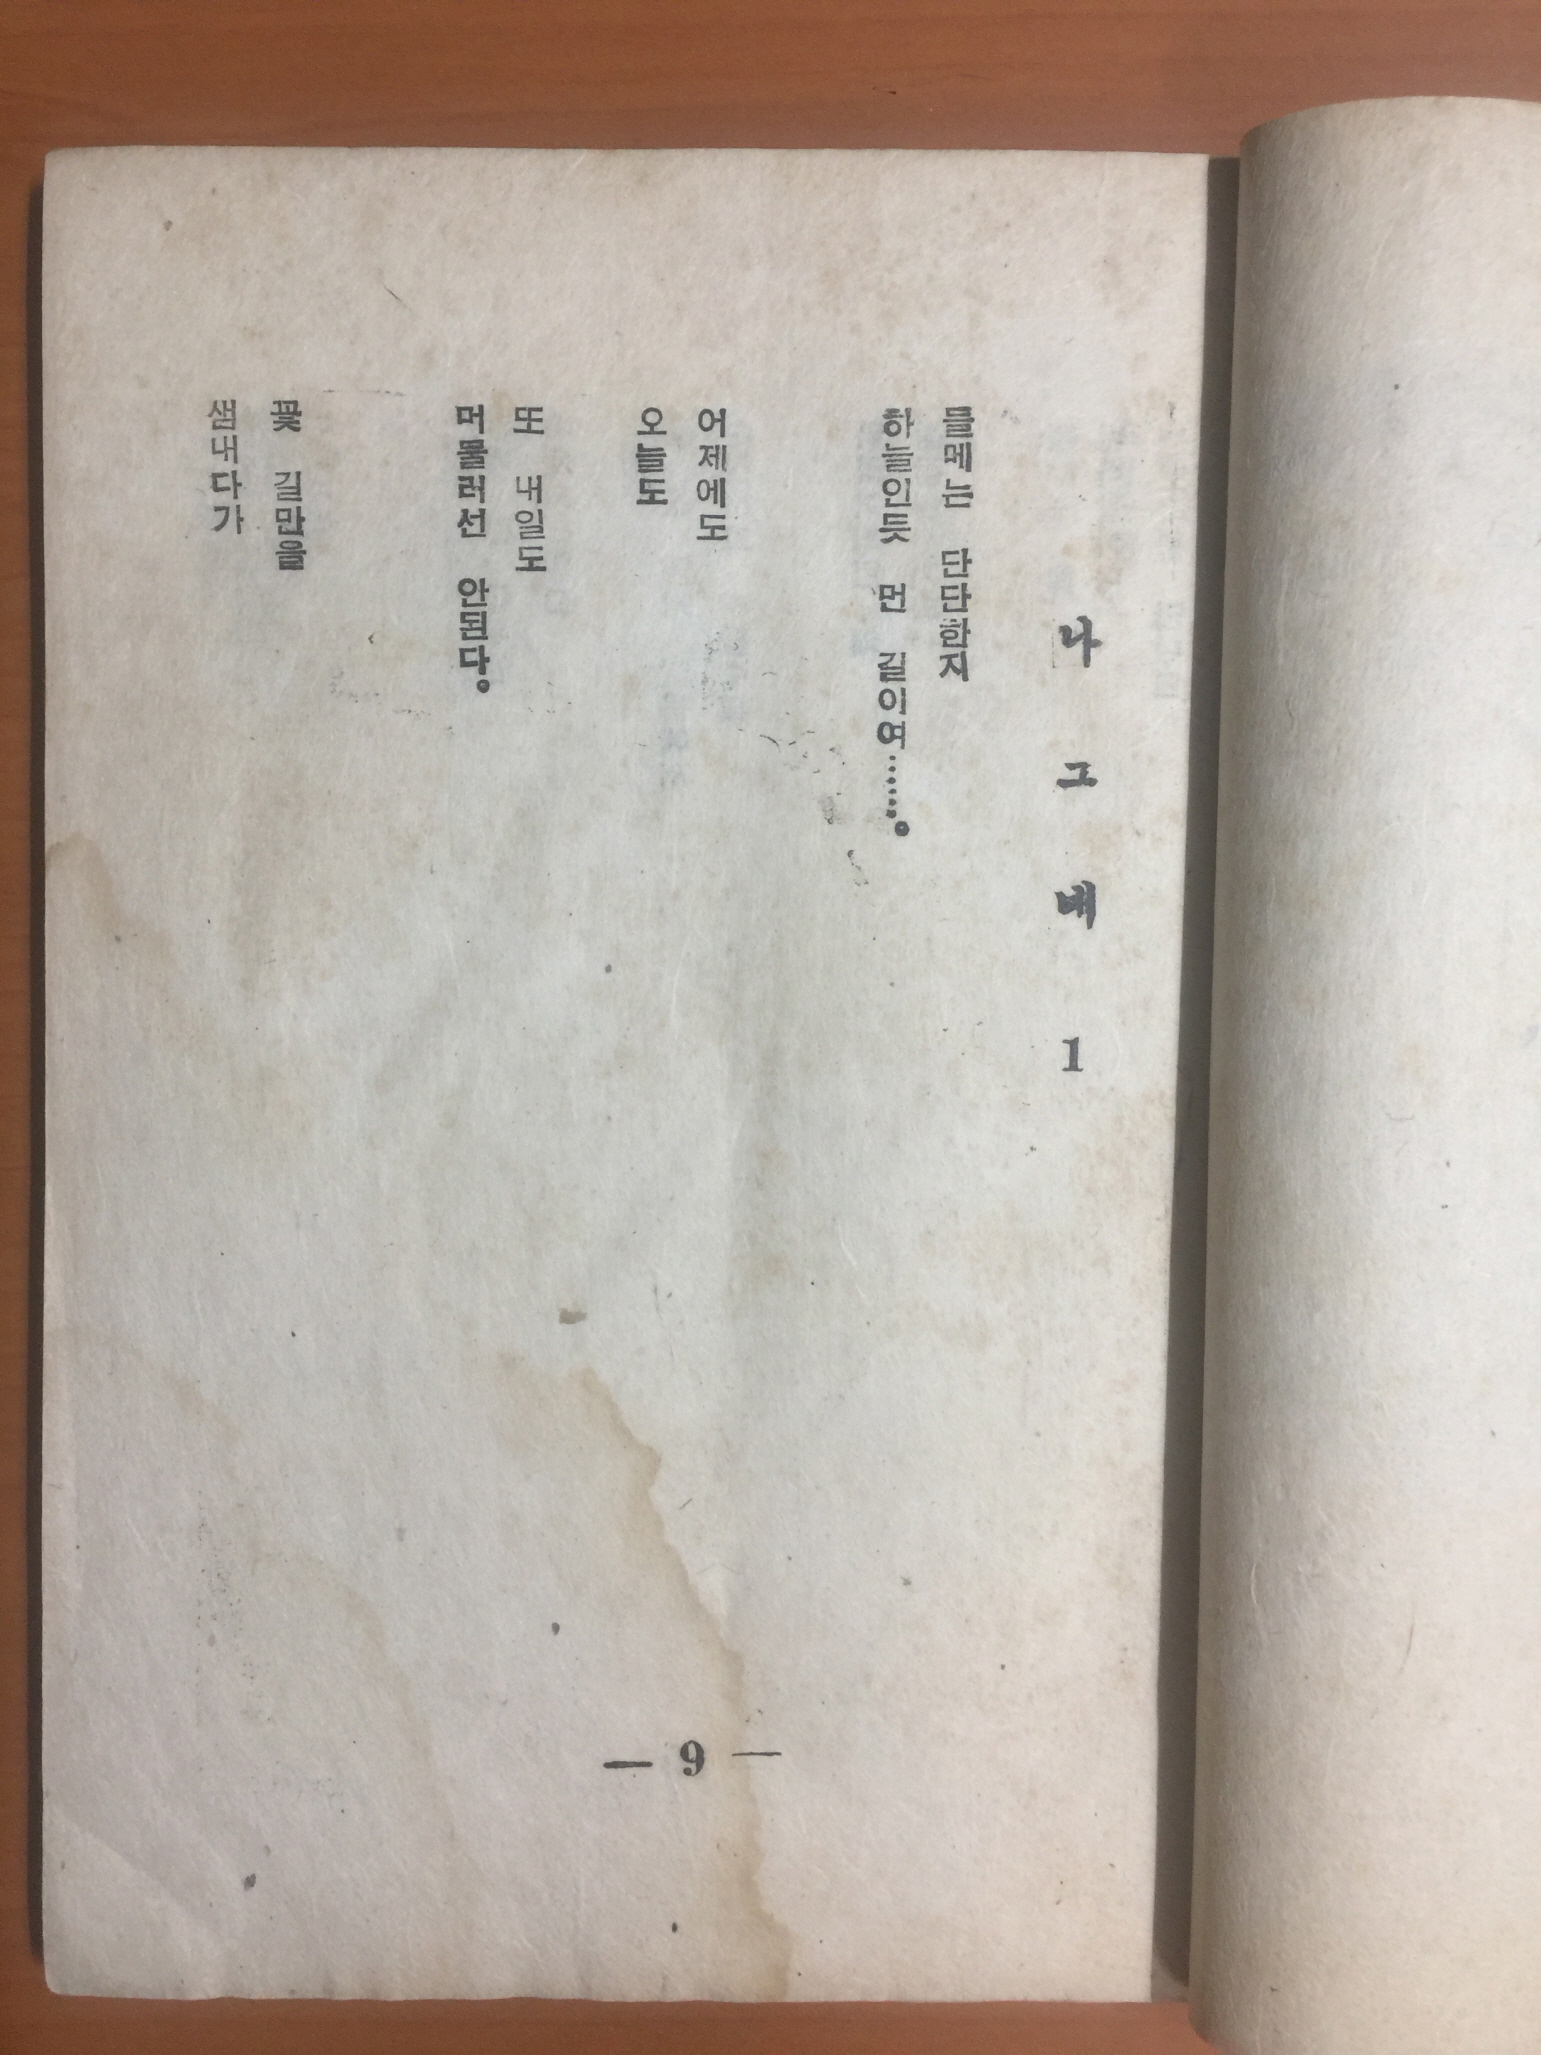 나 그 네 1
들메는 단단한지
하늘인듯 먼 길이여……。
어제에도
오늘도
또 내일도
머물러선 안된다。
꽃 길만을
샘내다가
— 9 —